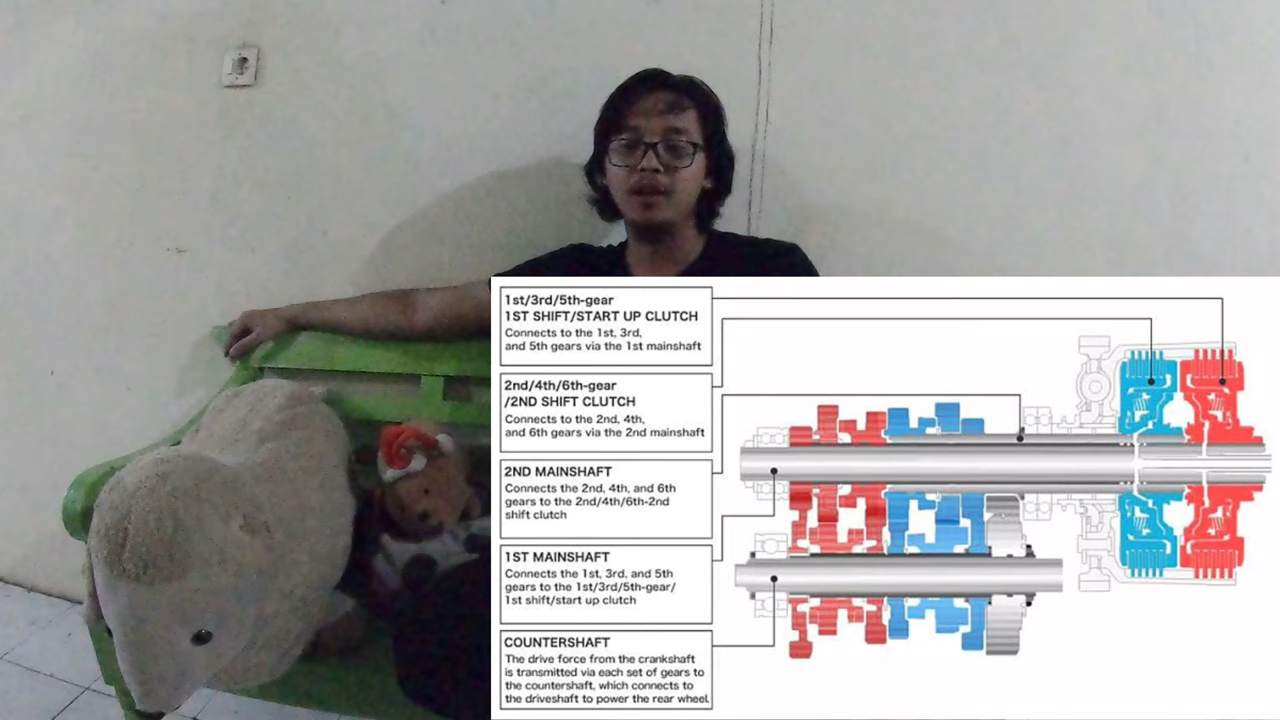 1st/3rd/5th-gear
1ST SHIFT/START UP CLUTCH
Connects to the 1st, 3rd,
and 5th gears via the 1st mainshaft
2nd/4th/6th-gear
/2ND SHIFT CLUTCH
Connects to the 2nd, 4th,
and 6th gears via the 2nd mainshaft
2ND MAINSHAFT
Connects the 2nd, 4th, and 6th
gears to the 2nd/4th/6th-2nd
shift clutch
1ST MAINSHAFT
Connects the 1st, 3rd, and 5th
gears to the 1st/3rd/5th-gear/
1st shift/start up clutch
COUNTERSHAFT
The drive force from the crankshaft
is transmitted via each set of gears to
the countershaft, which connects to
the driveshaft to power the rear wheel.